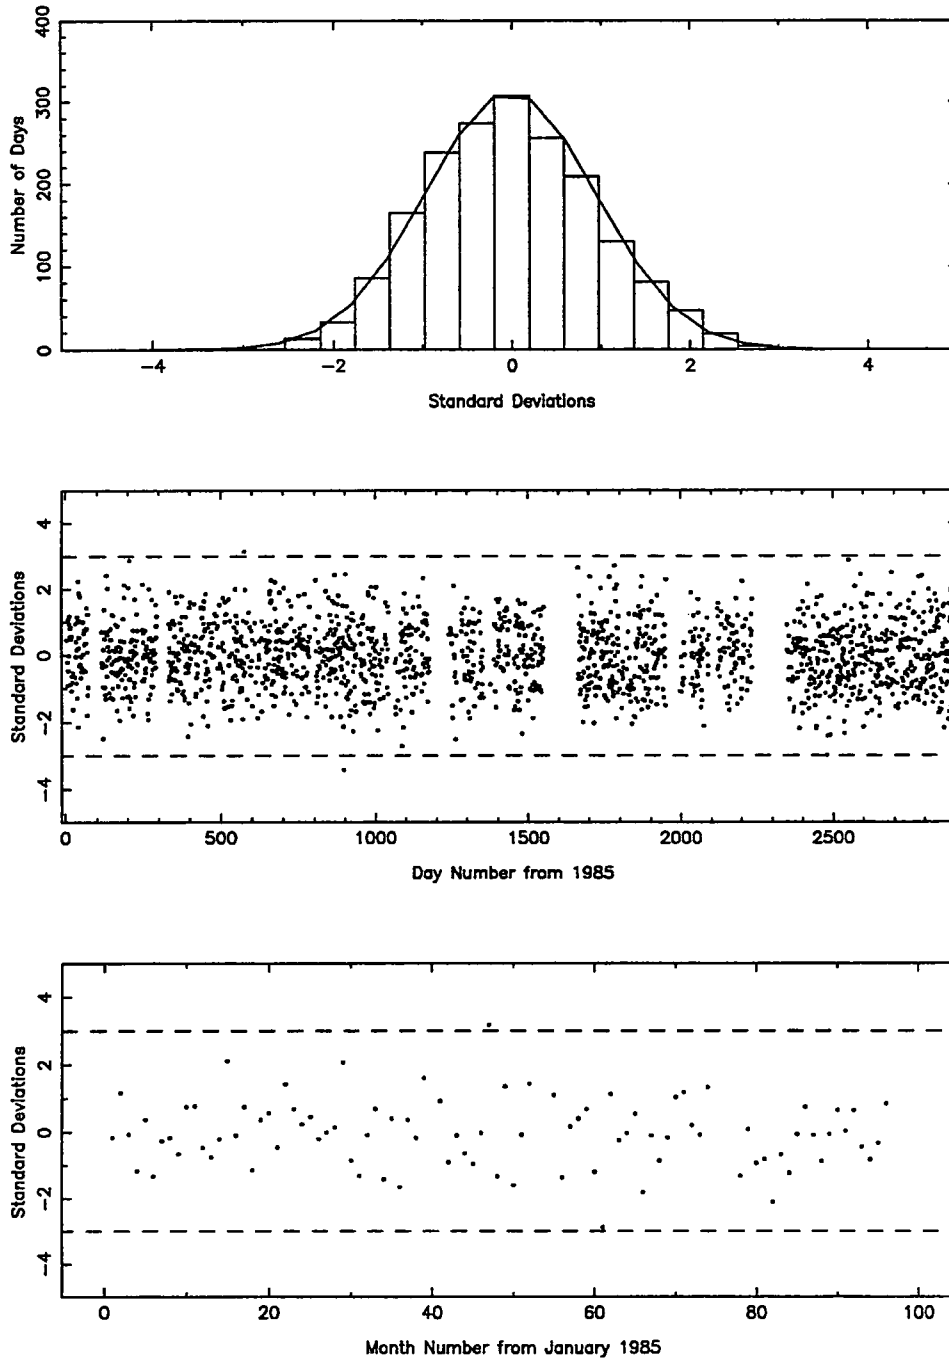 400
300
200
100
0
Number of Days
-4 -2 0 2 4
Standard Deviations
4
2
0
-2
-4
Standard Deviations
0 500 1000 1500 2000 2500
Day Number from 1985
4
2
0
-2
-4
Standard Deviations
0 20 40 60 80 100
Month Number from January 1985